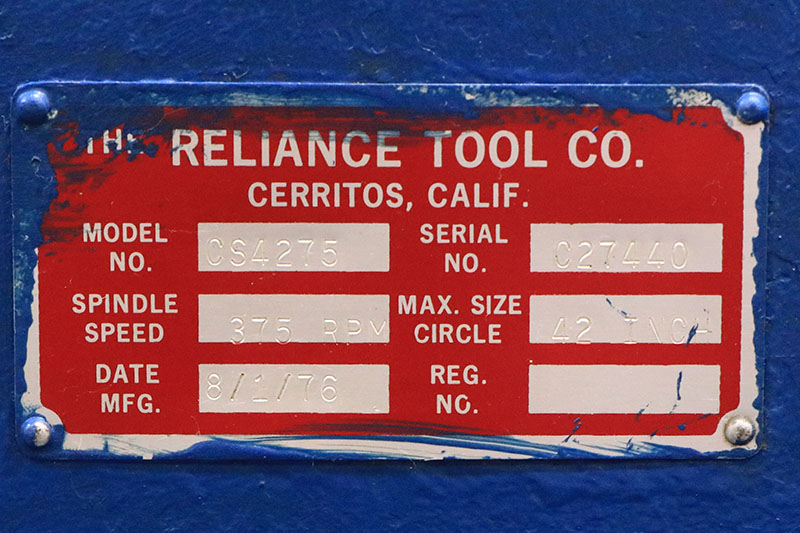 THE RELIANCE TOOL CO.
CERRITOS, CALIF.
MODEL NO. CS4275 SERIAL NO. C27440
SPINDLE SPEED 375 RPM MAX. SIZE CIRCLE 42 INCH
DATE MFG. 8/1/76 REG. NO.